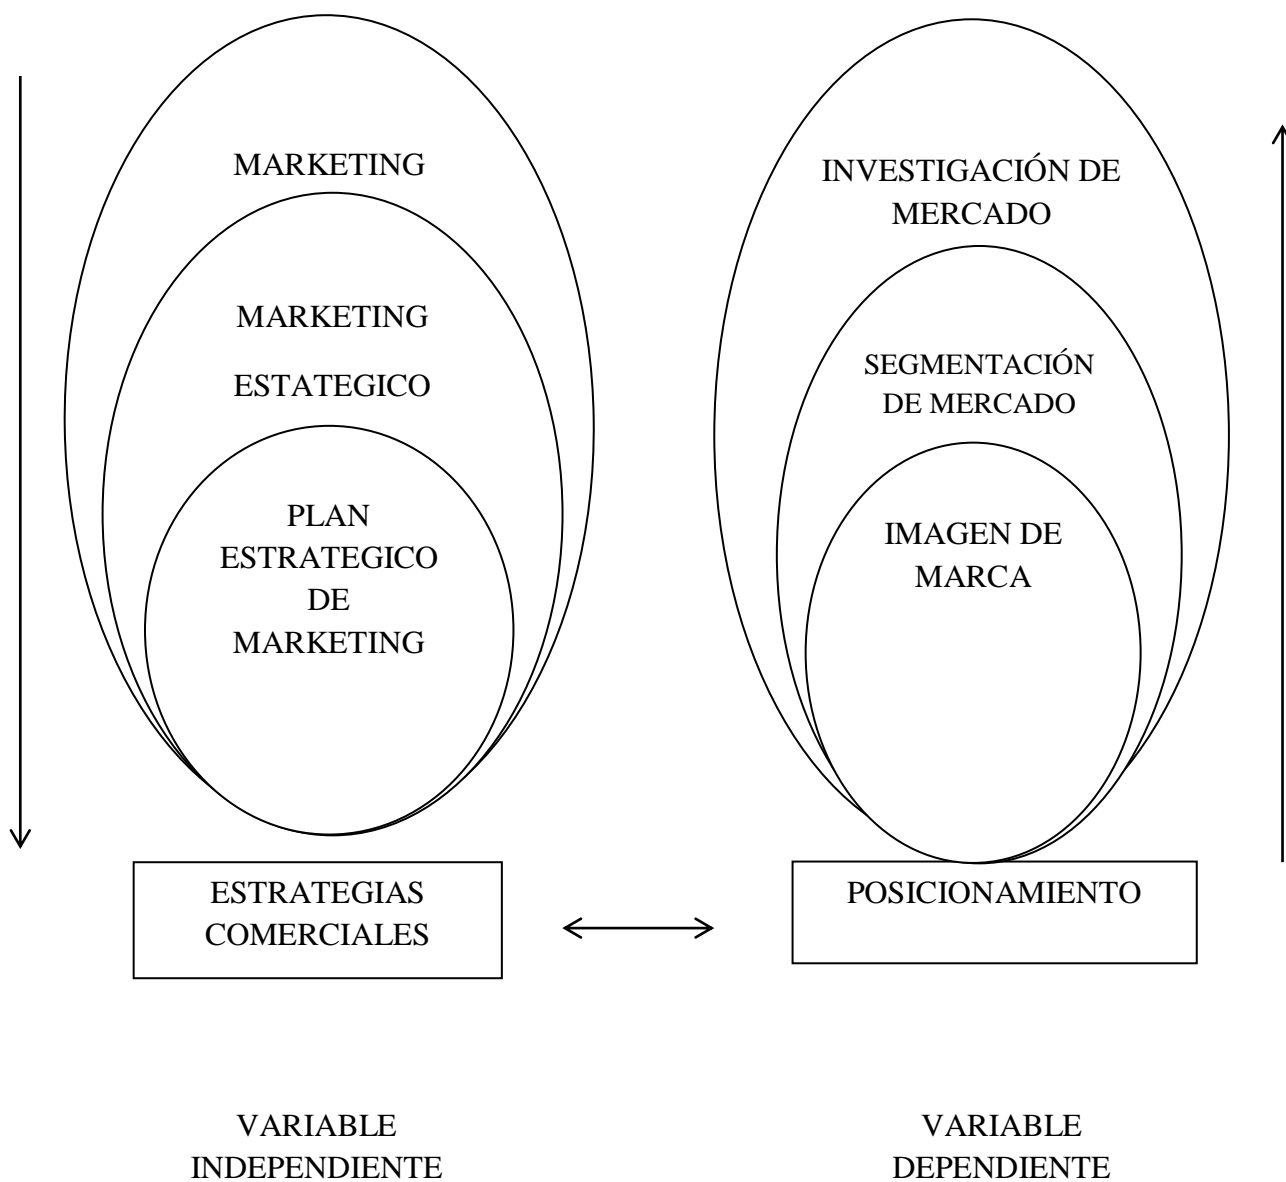 MARKETING
MARKETING
ESTATEGICO
PLAN
ESTRATEGICO
DE
MARKETING
ESTRATEGIAS
COMERCIALES
VARIABLE
INDEPENDIENTE
INVESTIGACIÓN DE
MERCADO
SEGMENTACIÓN
DE MERCADO
IMAGEN DE
MARCA
POSICIONAMIENTO
VARIABLE
DEPENDIENTE